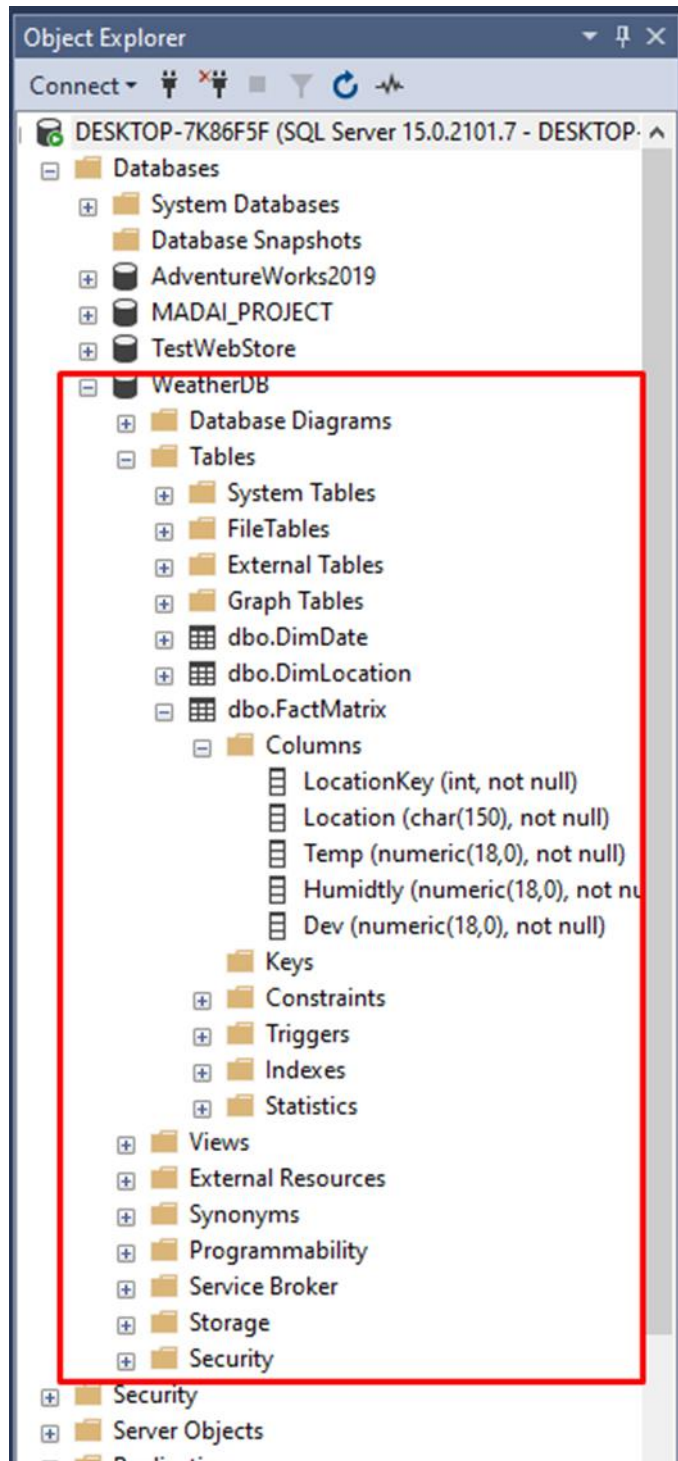 Object Explorer
Connect
DESKTOP-7K86F5F (SQL Server 15.0.2101.7 - DESKTOP-
Databases
System Databases
Database Snapshots
AdventureWorks2019
MADAI_PROJECT
TestWebStore
WeatherDB
Database Diagrams
Tables
System Tables
FileTables
External Tables
Graph Tables
dbo.DimDate
dbo.DimLocation
dbo.FactMatrix
Columns
LocationKey (int, not null)
Location (char(150), not null)
Temp (numeric(18,0), not null)
Humidtly (numeric(18,0), not nu
Dev (numeric(18,0), not null)
Keys
Constraints
Triggers
Indexes
Statistics
Views
External Resources
Synonyms
Programmability
Service Broker
Storage
Security
Security
Server Objects